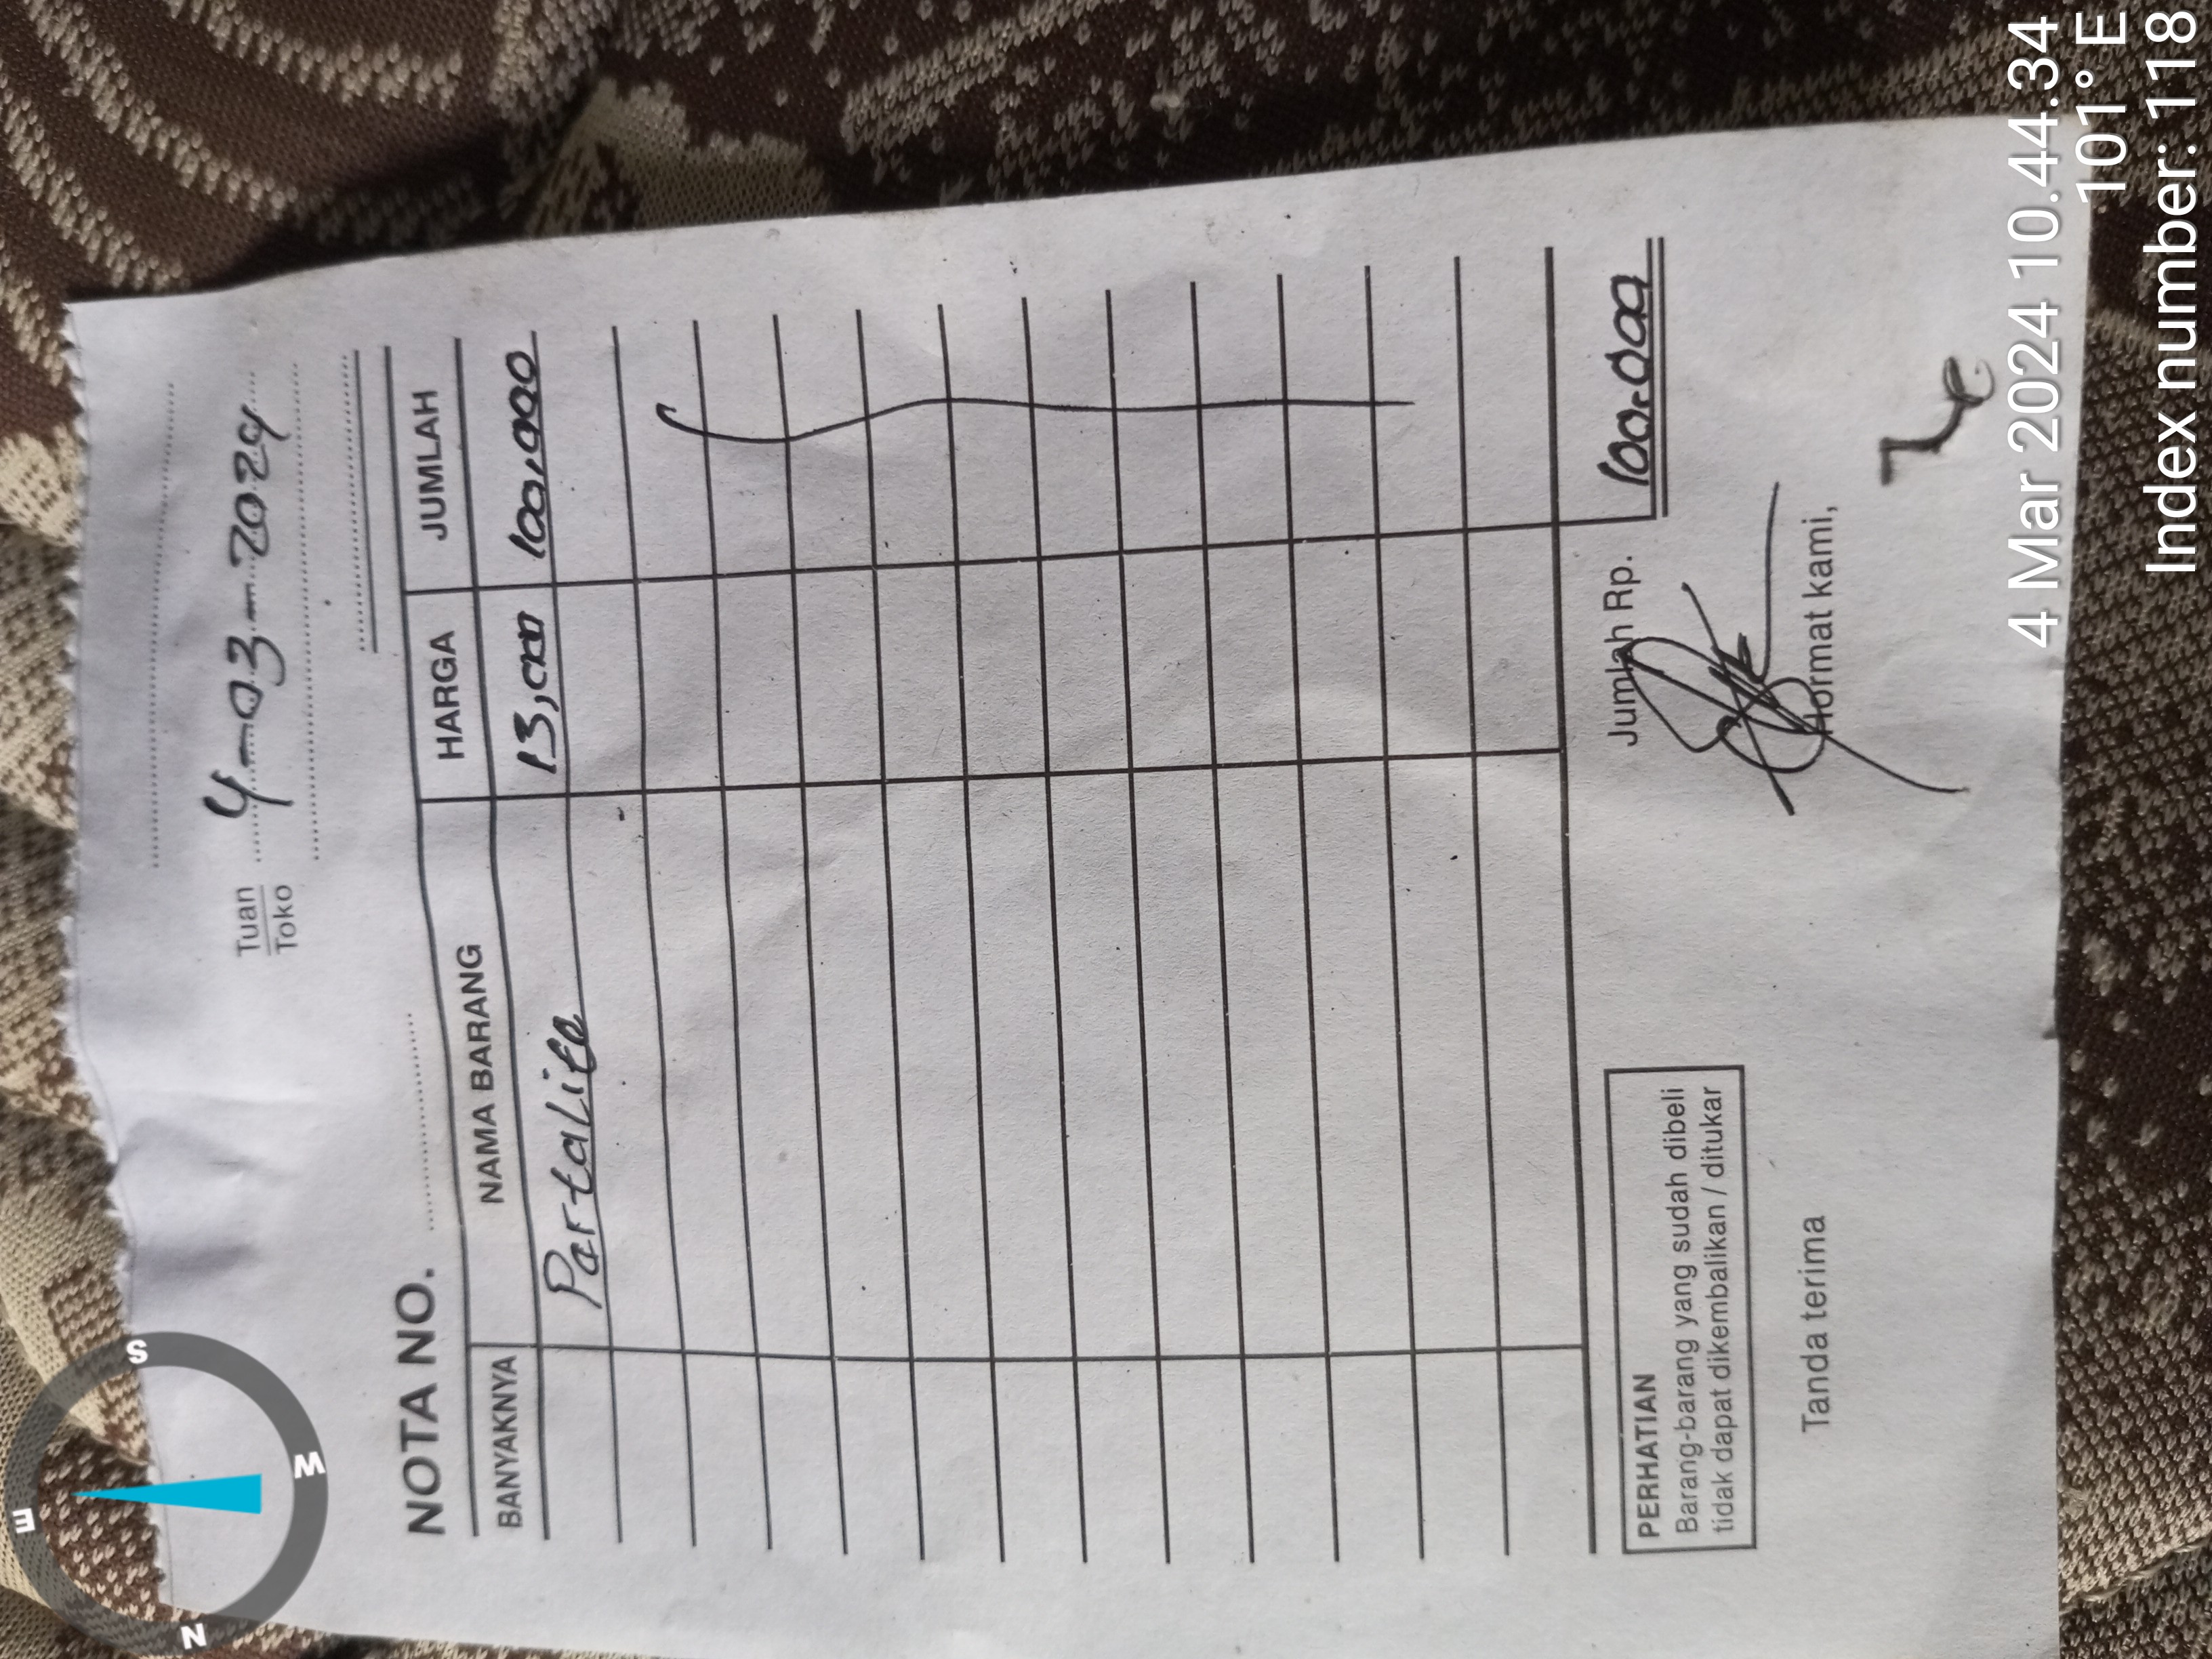 Tuan
Toko
4-03-2024
NOTA NO.
BANYAKNYA NAMA BARANG HARGA JUMLAH
Partalite 13,000 100,000
Jumlah Rp. 100.000
PERHATIAN
Barang-barang yang sudah dibeli
tidak dapat dikembalikan / ditukar
Tanda terima
Hormat kami,
4 Mar 2024 10.44.34
101° E
Index number: 118
N
E
S
W